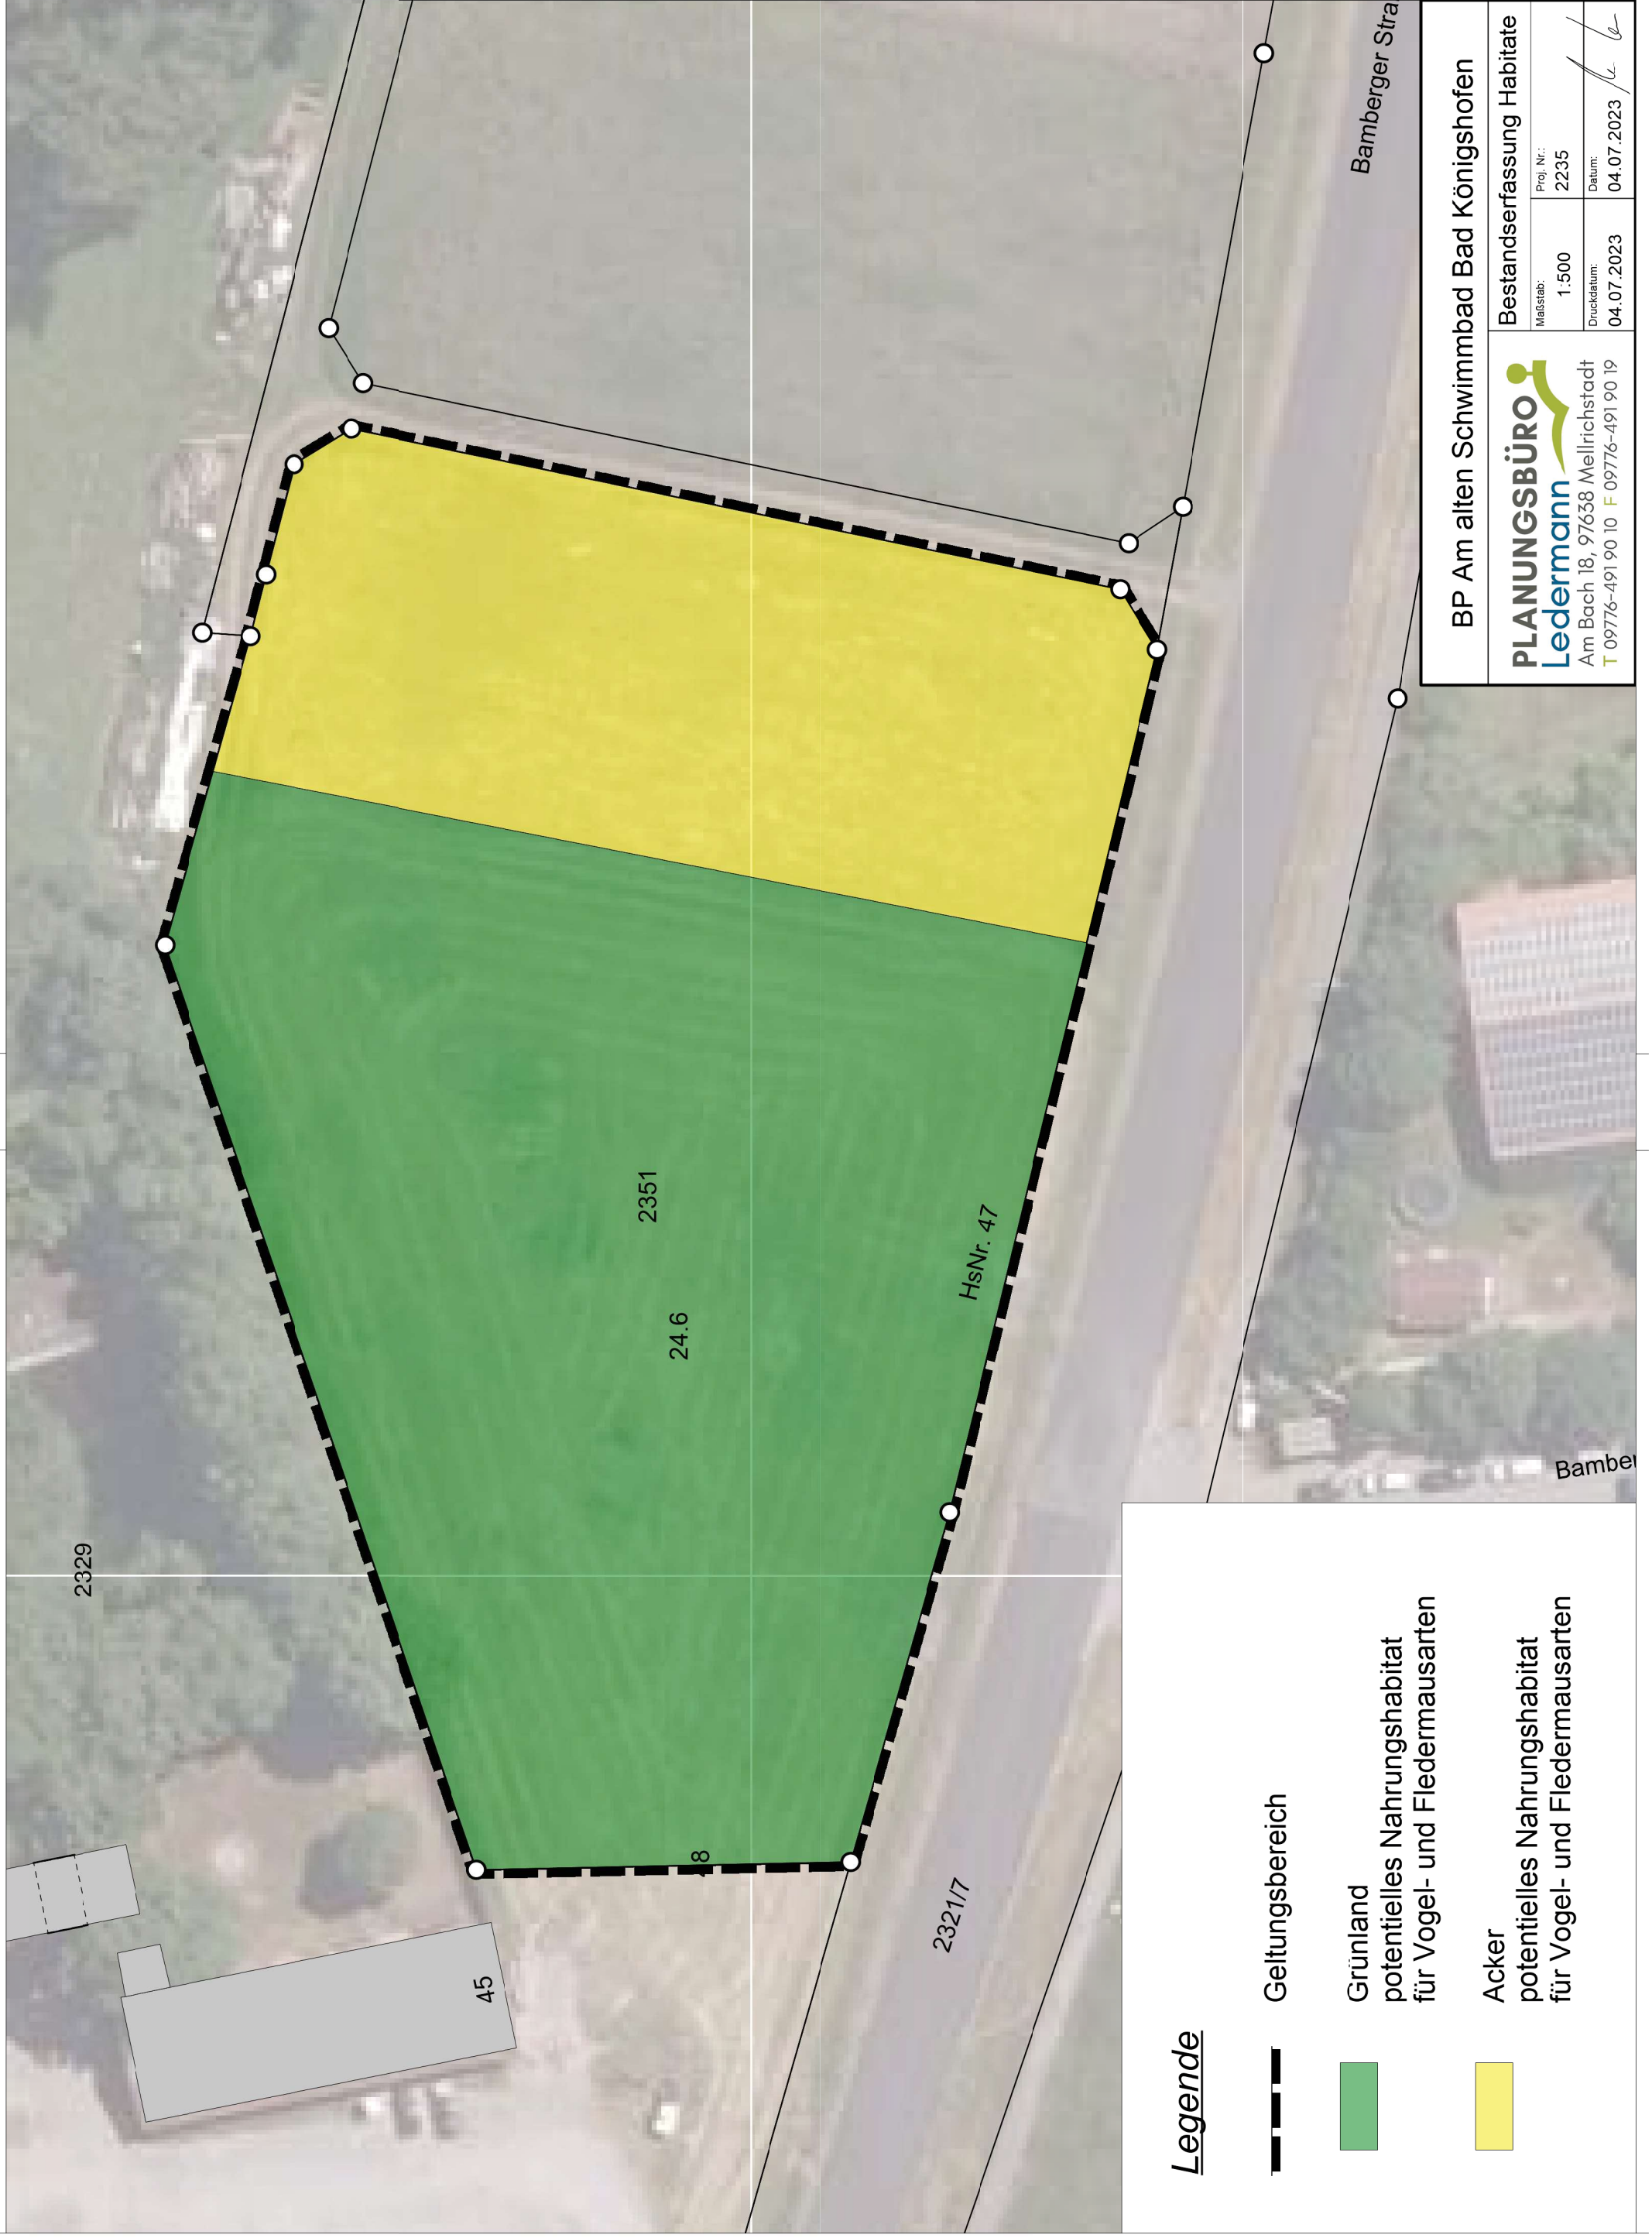 2329
45
2351
24.6
HsNr. 47
2321/7
Bamberger Stra
Bamber
Legende
Geltungsbereich
Grünland
potentielles Nahrungshabitat
für Vogel- und Fledermausarten
Acker
potentielles Nahrungshabitat
für Vogel- und Fledermausarten
BP Am alten Schwimmbad Bad Königshofen
PLANUNGSBÜRO
Ledermann
Am Bach 18, 97638 Mellrichstadt
T 09776-491 90 10 F 09776-491 90 19
Bestandserfassung Habitate
Maßstab:
1:500
Proj. Nr.:
2235
Druckdatum:
04.07.2023
Datum:
04.07.2023